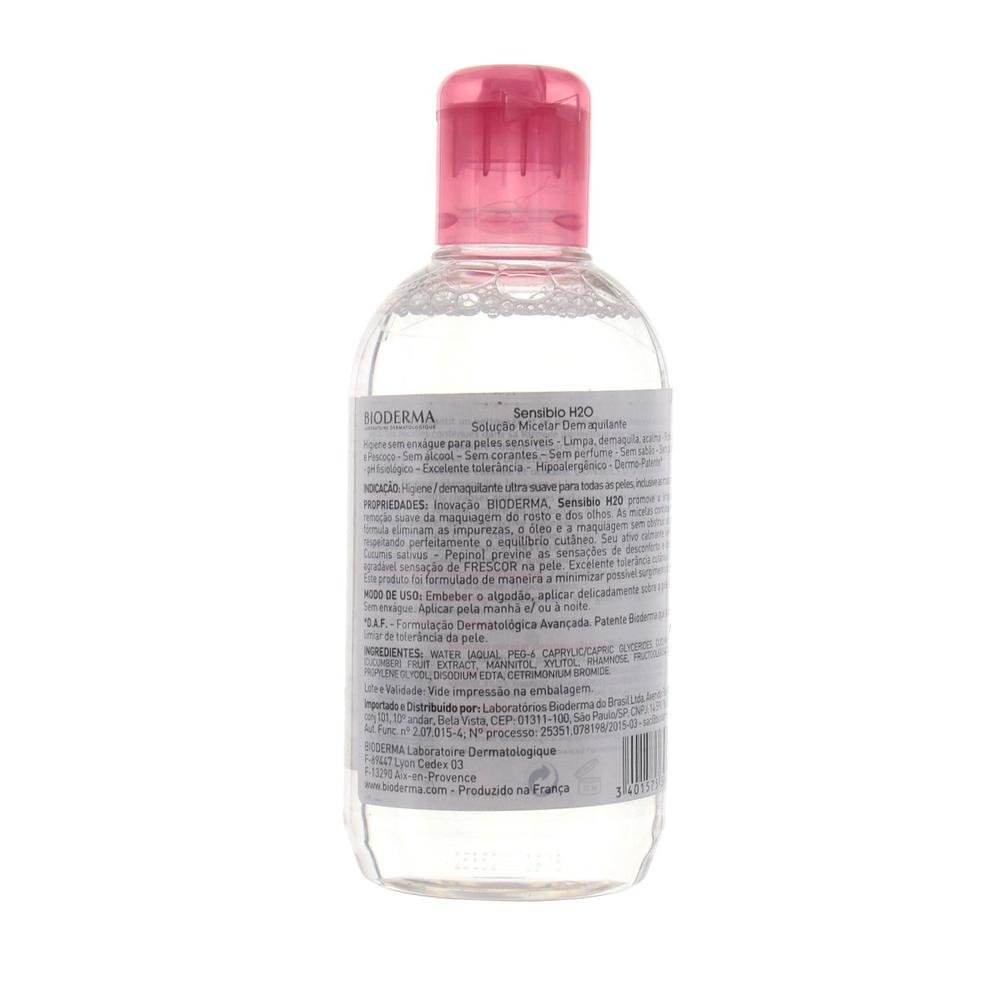 BIODERMA
LABORATOIRE DERMATOLOGIQUE
Sensibio H2O
Solução Micelar Demaquilante
Higiene sem enxágue para peles sensíveis - Limpa, demaquila, acalma -
e Pescoço - Sem álcool – Sem corantes – Sem perfume - Sem sabão -
- pH fisiológico – Excelente tolerância - Hipoalergênico - Dermo-Patente*
INDICAÇÃO: Higiene / demaquilante ultra suave para todas as peles, inclusive as
PROPRIEDADES: Inovação BIODERMA, Sensibio H2O promove a
remoção suave da maquiagem do rosto e dos olhos. As micelas
fórmula eliminam as impurezas, o óleo e a maquiagem sem
respeitando perfeitamente o equilíbrio cutâneo. Seu ativo calmante
Cucumis sativus - Pepino) previne as sensações de desconforto e
agradável sensação de FRESCOR na pele. Excelente tolerância
Este produto foi formulado de maneira a minimizar possível
MODO DE USO: Embeber o algodão, aplicar delicadamente sobre a
Sem enxágue. Aplicar pela manhã e/ ou à noite.
*D.A.F. - Formulação Dermatológica Avançada. Patente Bioderma que
limiar de tolerância da pele.
INGREDIENTES: WATER (AQUA), PEG-6 CAPRYLIC/CAPRIC GLYCERIDES,
(CUCUMBER) FRUIT EXTRACT, MANNITOL, XYLITOL, RHAMNOSE,
PROPYLENE GLYCOL, DISODIUM EDTA, CETRIMONIUM BROMIDE.
Lote e Validade: Vide impressão na embalagem.
Importado e Distribuido por: Laboratórios Bioderma do Brasil Ltda,
conj 101, 10º andar, Bela Vista, CEP: 01311-100, São Paulo/SP.
Aut. Func. nº 2.07.015-4; Nº processo: 25351.078198/2015-03 -
BIODERMA Laboratoire Dermatologique
F-69447 Lyon Cedex 03
F-13290 Aix-en-Provence
www.bioderma.com - Produzido na França
3 401575